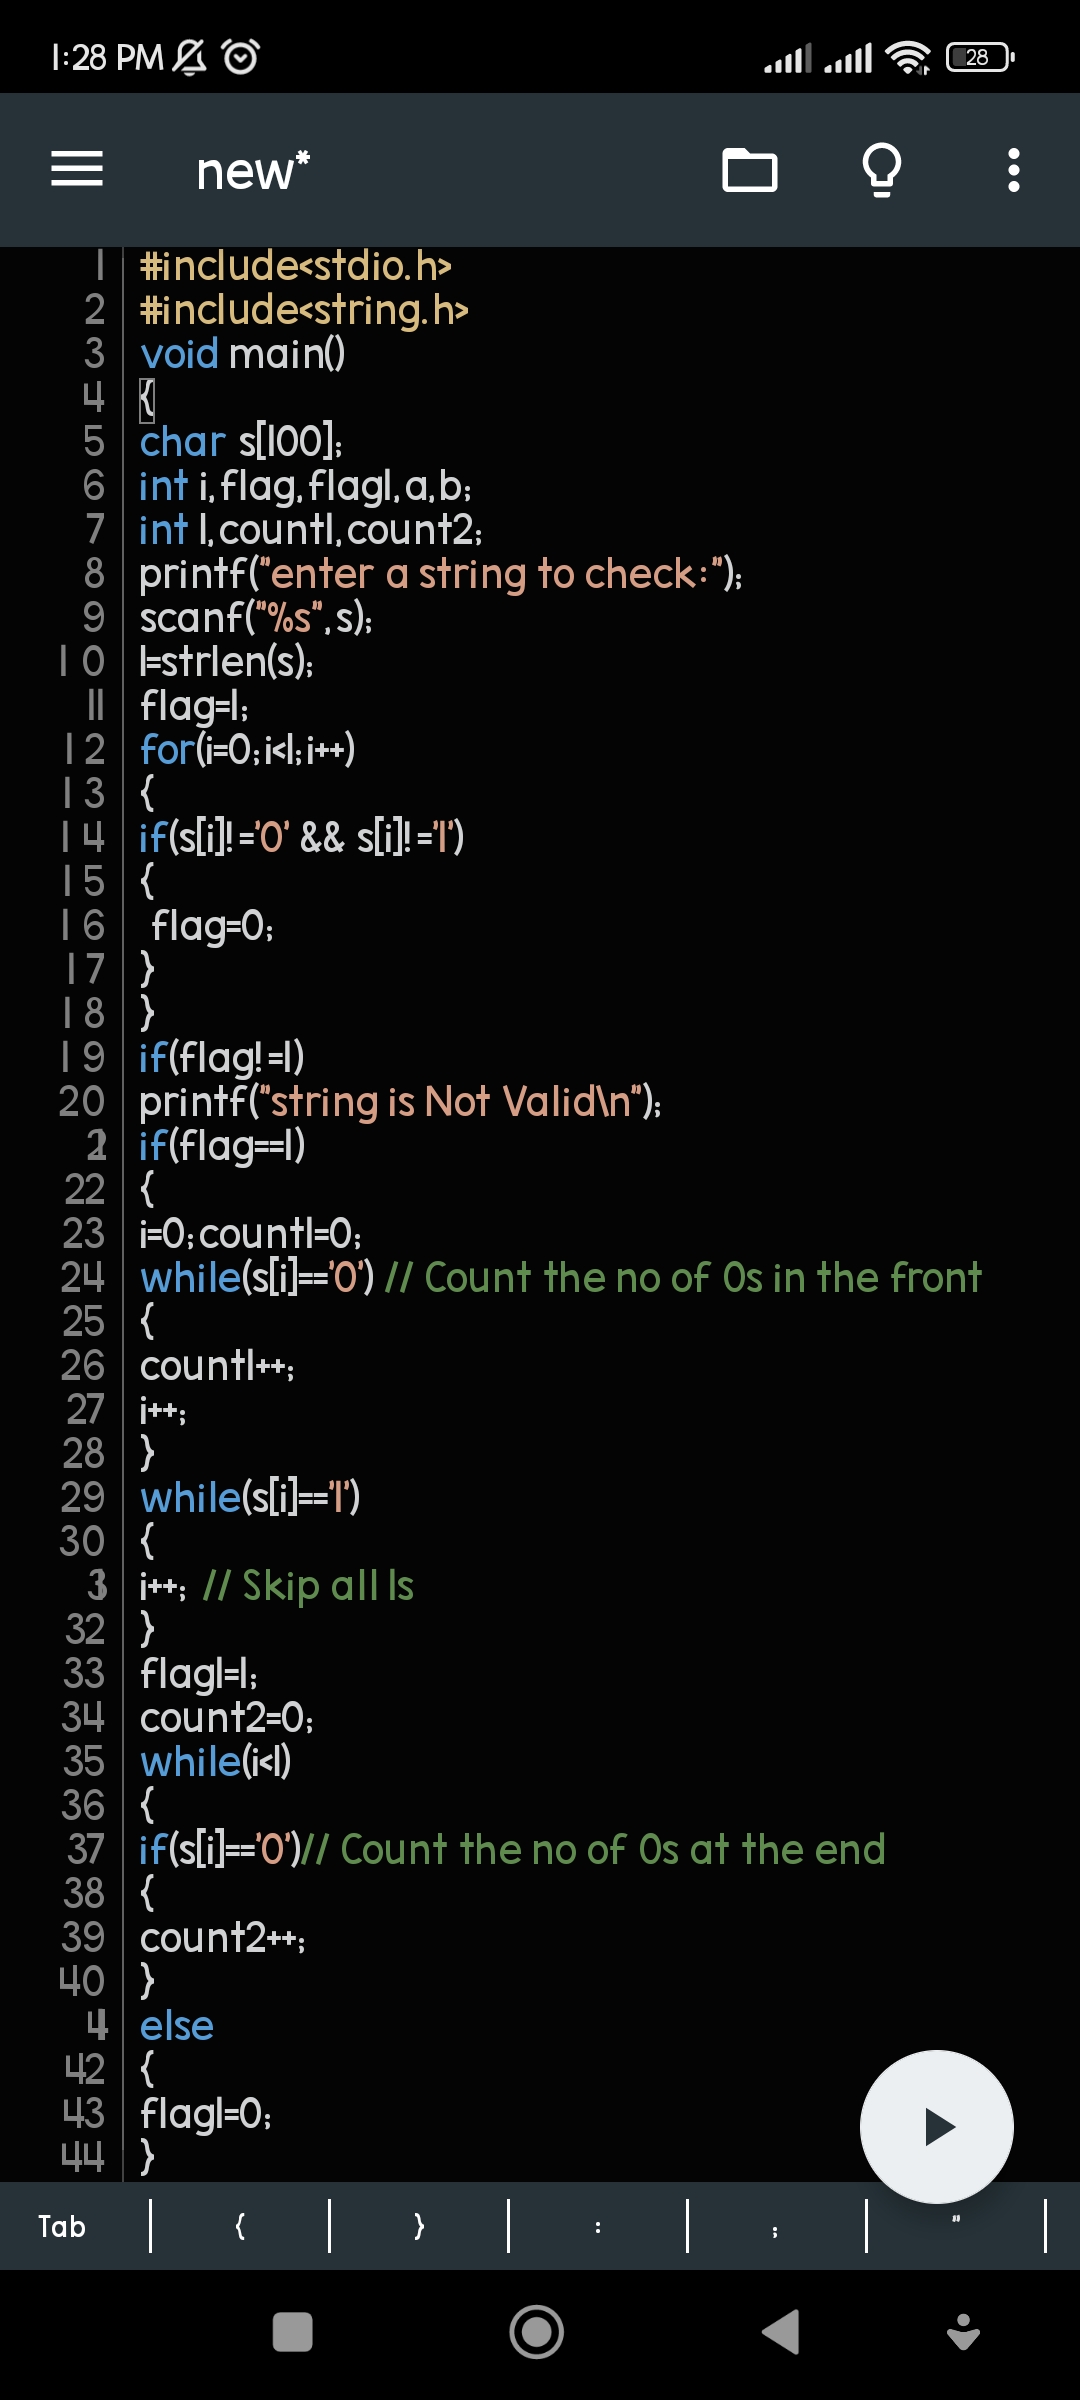 1:28 PM 28
new*
1 #include<stdio.h>
2 #include<string.h>
3 void main()
4 {
5 char s[100];
6 int i,flag,flag1,a,b;
7 int l,count1,count2;
8 printf("enter a string to check:");
9 scanf("%s",s);
10 l=strlen(s);
11 flag=1;
12 for(i=0;i<l;i++)
13 {
14 if(s[i]!='0' && s[i]!='1')
15 {
16  flag=0;
17 }
18 }
19 if(flag!=1)
20 printf("string is Not Valid\n");
21 if(flag==1)
22 {
23 i=0;count1=0;
24 while(s[i]=='0') // Count the no of 0s in the front
25 {
26 count1++;
27 i++;
28 }
29 while(s[i]=='1')
30 {
31 i++; // Skip all 1s
32 }
33 flag1=1;
34 count2=0;
35 while(i<l)
36 {
37 if(s[i]=='0')// Count the no of 0s at the end
38 {
39 count2++;
40 }
41 else
42 {
43 flag1=0;
44 }
Tab { } : ; "